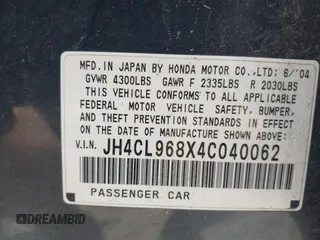 MFD. IN JAPAN BY HONDA MOTOR CO.,LTD: 6/'04
GVWR 4300LBS GAWR F 2335LBS R 2030LBS
THIS VEHICLE CONFORMS TO ALL APPLICABLE
FEDERAL MOTOR VEHICLE SAFETY, BUMPER,
AND THEFT PREVENTION STANDARDS IN EFFECT
ON THE DATE OF MANUFACTURE SHOWN ABOVE.
V.I.N. JH4CL968X4C040062
PASSENGER CAR
DREAMBID